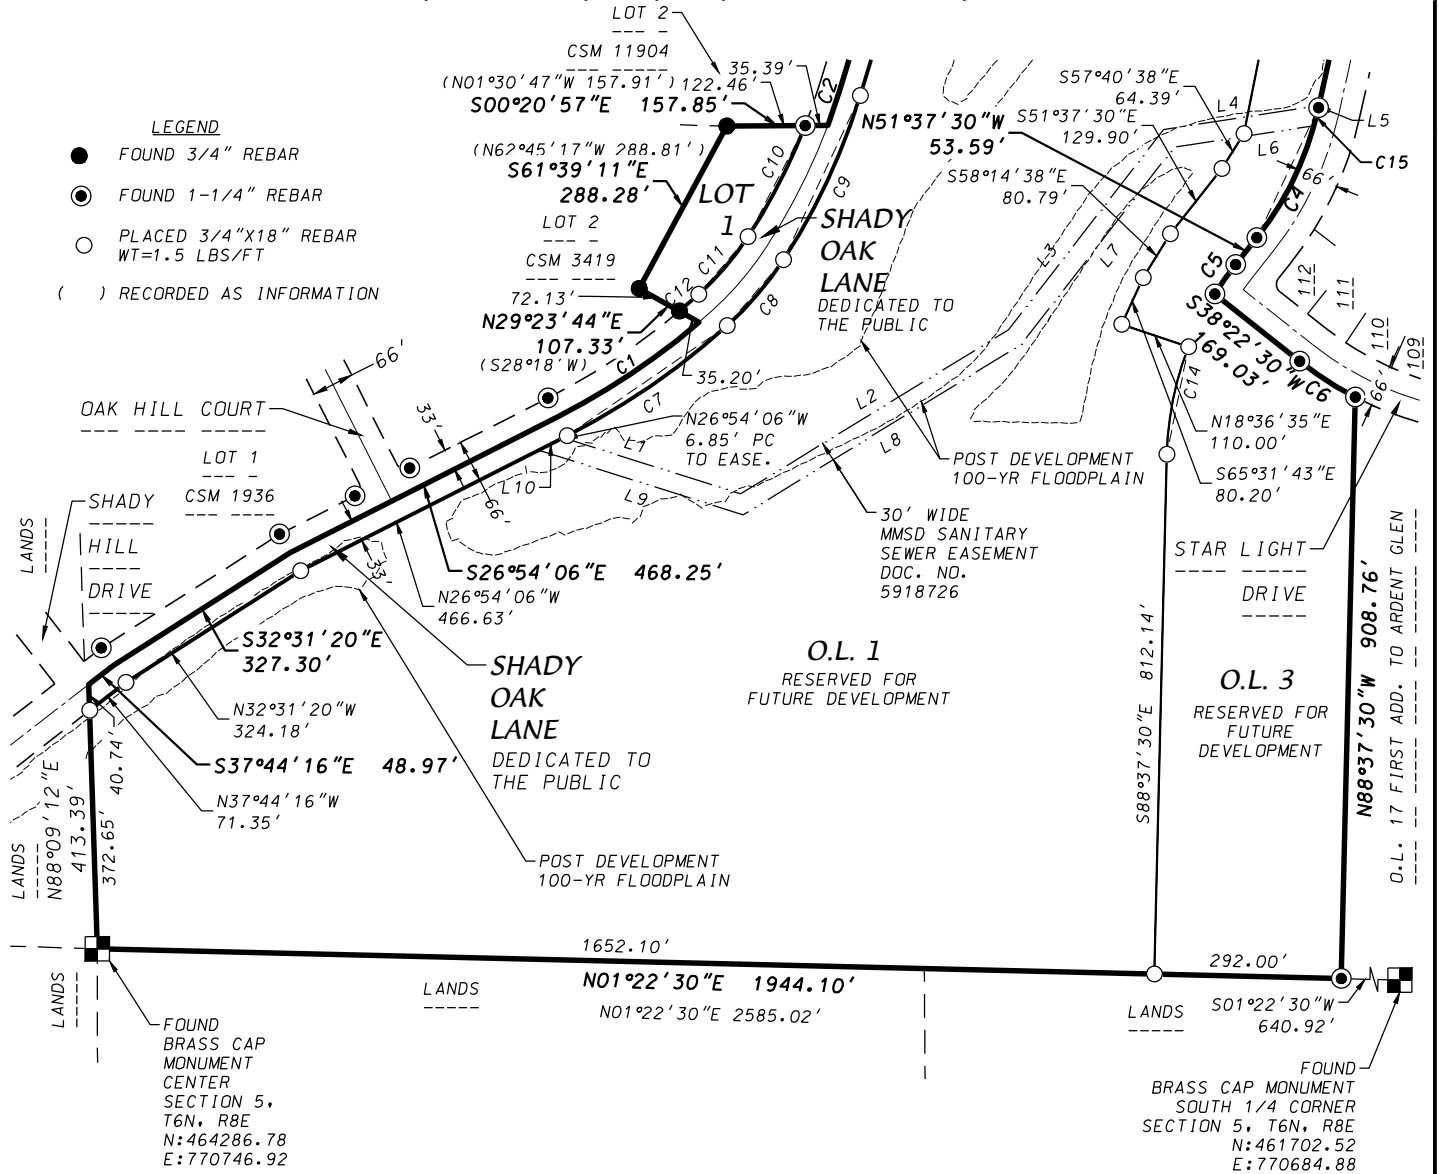 LOT 2
CSM 11904
(N01°30'47"W 157.91')
S00°20'57"E 157.85'
122.46'
35.39'
C2
LEGEND
FOUND 3/4" REBAR
FOUND 1-1/4" REBAR
PLACED 3/4"X18" REBAR
WT=1.5 LBS/FT
( ) RECORDED AS INFORMATION
(N62°45'17"W 288.81')
S61°39'11"E
288.28'
LOT
1
C10
C9
N51°37'30"W
53.59'
S57°40'38"E
64.39'
S51°37'30"E
129.90'
S58°14'38"E
80.79'
L4
L5
L6
C15
66'
C4
C5
LOT 2
CSM 3419
72.13'
N29°23'44"E
107.33'
(S28°18'W)
C12
C11
C8
C1
C7
35.20'
SHADY
OAK
LANE
DEDICATED TO
THE PUBLIC
L3
L7
L2
L8
112
111
110
109
S38°22'30"W
169.03'
C6
66'
C14
N18°36'35"E
110.00'
S65°31'43"E
80.20'
66'
OAK HILL COURT
33'
LOT 1
CSM 1936
SHADY
HILL
DRIVE
LANDS
N26°54'06"W
6.85' PC
TO EASE.
L1
L10
L9
66'
33'
POST DEVELOPMENT
100-YR FLOODPLAIN
30' WIDE
MMSD SANITARY
SEWER EASEMENT
DOC. NO.
5918726
STAR LIGHT
DRIVE
S26°54'06"E 468.25'
N26°54'06"W
466.63'
S32°31'20"E
327.30'
SHADY
OAK
LANE
DEDICATED TO
THE PUBLIC
N32°31'20"W
324.18'
S37°44'16"E 48.97'
N37°44'16"W
71.35'
O.L. 1
RESERVED FOR
FUTURE DEVELOPMENT
S88°37'30"E 812.14'
O.L. 3
RESERVED FOR
FUTURE
DEVELOPMENT
N88°37'30"W 908.76'
O.L. 17 FIRST ADD. TO ARDENT GLEN
LANDS
N88°09'12"E
413.39'
40.74'
372.65'
POST DEVELOPMENT
100-YR FLOODPLAIN
1652.10'
N01°22'30"E 1944.10'
N01°22'30"E 2585.02'
292.00'
S01°22'30"W
640.92'
LANDS
LANDS
LANDS
FOUND
BRASS CAP
MONUMENT
CENTER
SECTION 5,
T6N, R8E
N:464286.78
E:770746.92
FOUND
BRASS CAP MONUMENT
SOUTH 1/4 CORNER
SECTION 5, T6N, R8E
N:461702.52
E:770684.88